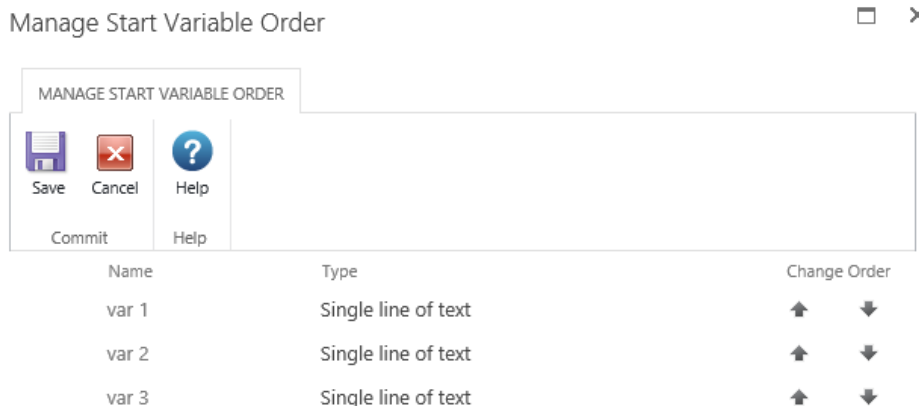 Manage Start Variable Order
MANAGE START VARIABLE ORDER
Save Cancel Help
Commit Help
Name Type Change Order
var 1 Single line of text
var 2 Single line of text
var 3 Single line of text